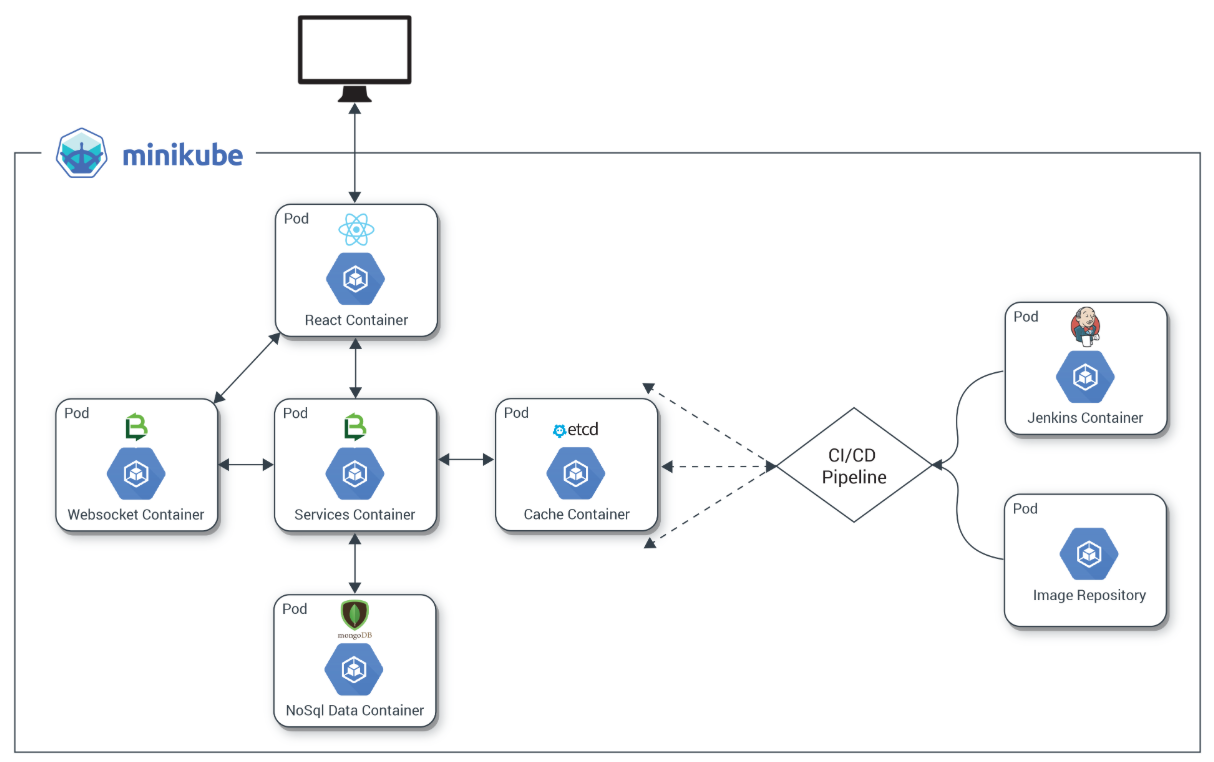 minikube
Pod
React Container
Pod
Websocket Container
Pod
Services Container
Pod
etcd
Cache Container
Pod
mongoDB
NoSql Data Container
CI/CD
Pipeline
Pod
Jenkins Container
Pod
Image Repository